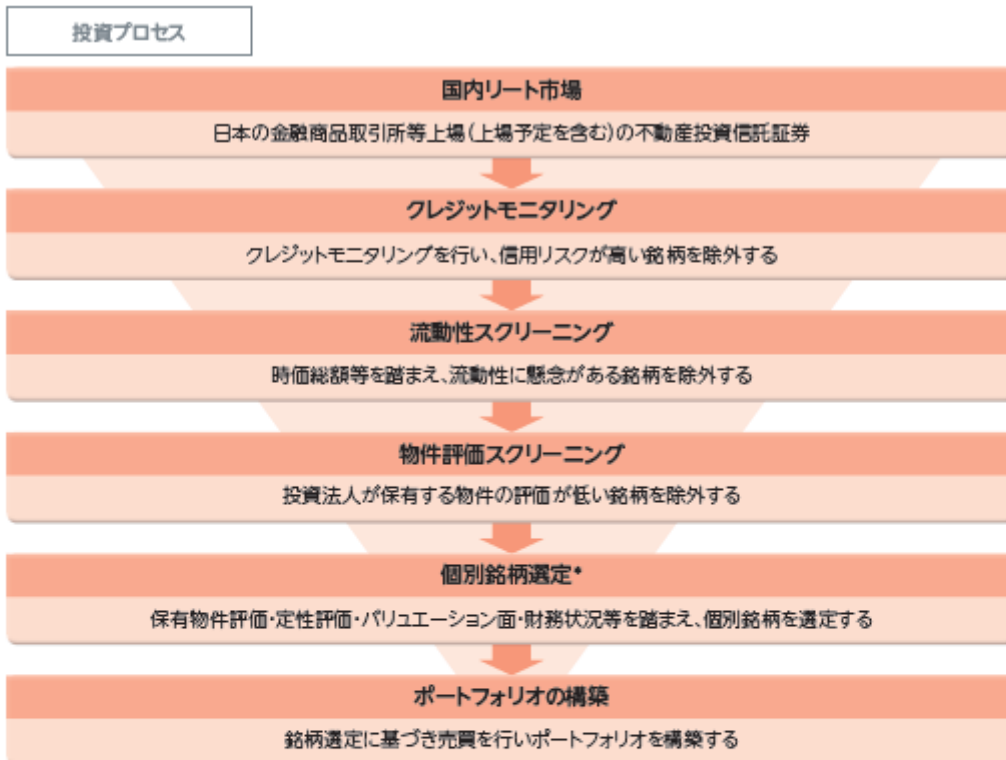 投資プロセス
国内リート市場
日本の金融商品取引所等上場(上場予定を含む)の不動産投資信託証券
クレジットモニタリング
クレジットモニタリングを行い、信用リスクが高い銘柄を除外する
流動性スクリーニング
時価総額等を踏まえ、流動性に懸念がある銘柄を除外する
物件評価スクリーニング
投資法人が保有する物件の評価が低い銘柄を除外する
個別銘柄選定*
保有物件評価・定性評価・バリュエーション面・財務状況等を踏まえ、個別銘柄を選定する
ポートフォリオの構築
銘柄選定に基づき売買を行いポートフォリオを構築する